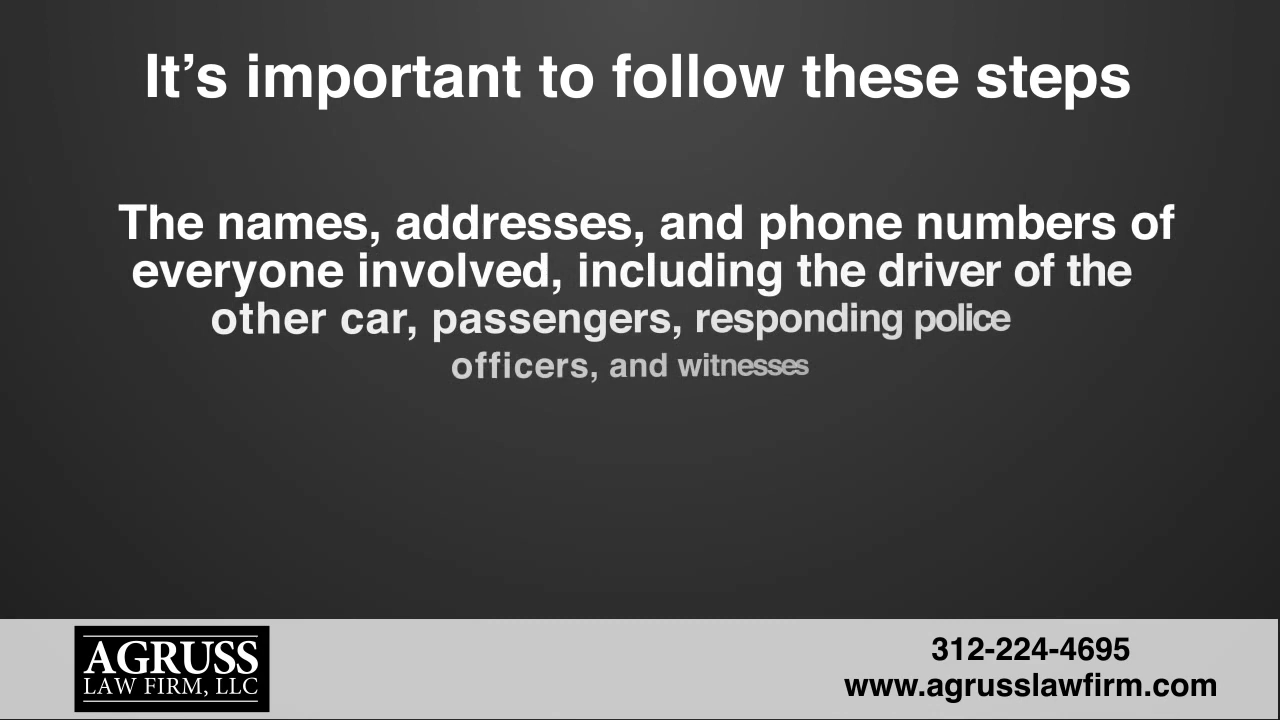 It’s important to follow these steps
The names, addresses, and phone numbers of
everyone involved, including the driver of the
other car, passengers, responding police
officers, and witnesses
AGRUSS
LAW FIRM, LLC
312-224-4695
www.agrusslawfirm.com